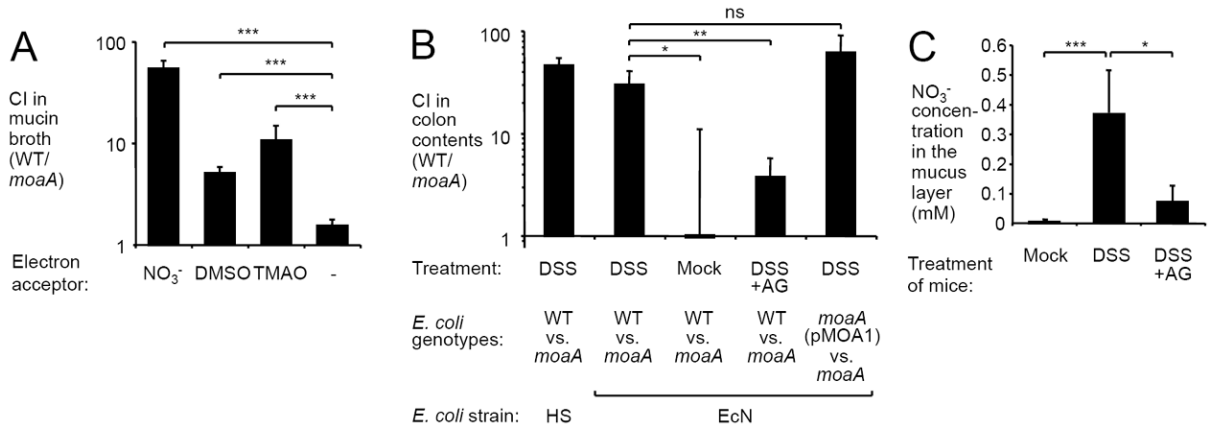 A
***
***
***
100
10
1
CI in
mucin
broth
(WT/
moaA)
Electron
acceptor:
NO₃⁻ DMSO TMAO -
B
ns
**
*
100
10
1
CI in
colon
contents
(WT/
moaA)
Treatment: DSS DSS Mock DSS +AG DSS
E. coli
genotypes:
WT vs. moaA
WT vs. moaA
WT vs. moaA
WT vs. moaA
moaA (pMOA1) vs. moaA
E. coli strain: HS EcN
C
*** *
0.6
0.5
0.4
0.3
0.2
0.1
0
NO₃⁻
concen-
tration
in the
mucus
layer
(mM)
Treatment
of mice:
Mock DSS DSS
+AG